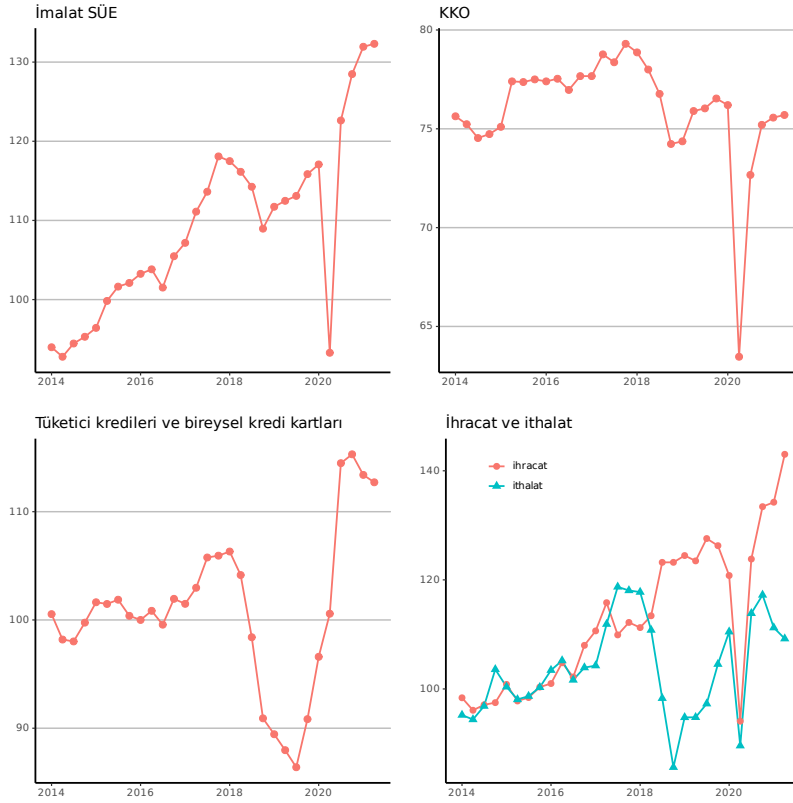 İmalat SÜE
130
120
110
100
2014 2016 2018 2020
KKO
80
75
70
65
2014 2016 2018 2020
Tüketici kredileri ve bireysel kredi kartları
110
100
90
2014 2016 2018 2020
İhracat ve ithalat
140
120
100
ihracat
ithalat
2014 2016 2018 2020